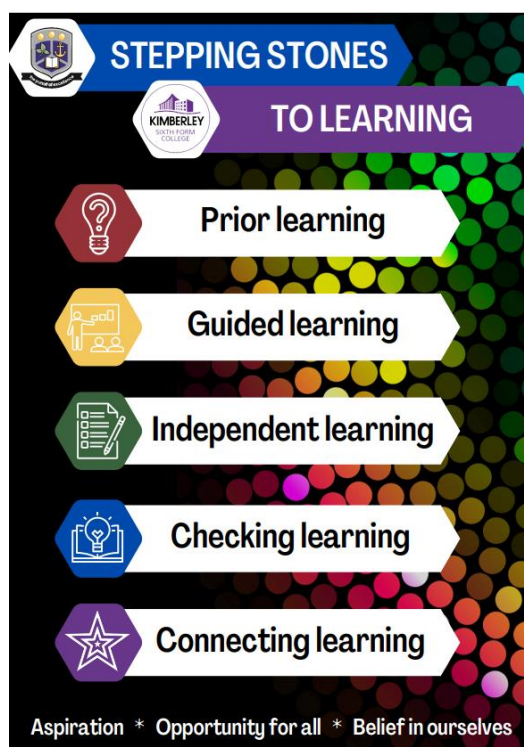 STEPPING STONES
KIMBERLEY
SIXTH FORM
COLLEGE
TO LEARNING
Prior learning
Guided learning
Independent learning
Checking learning
Connecting learning
Aspiration * Opportunity for all * Belief in ourselves